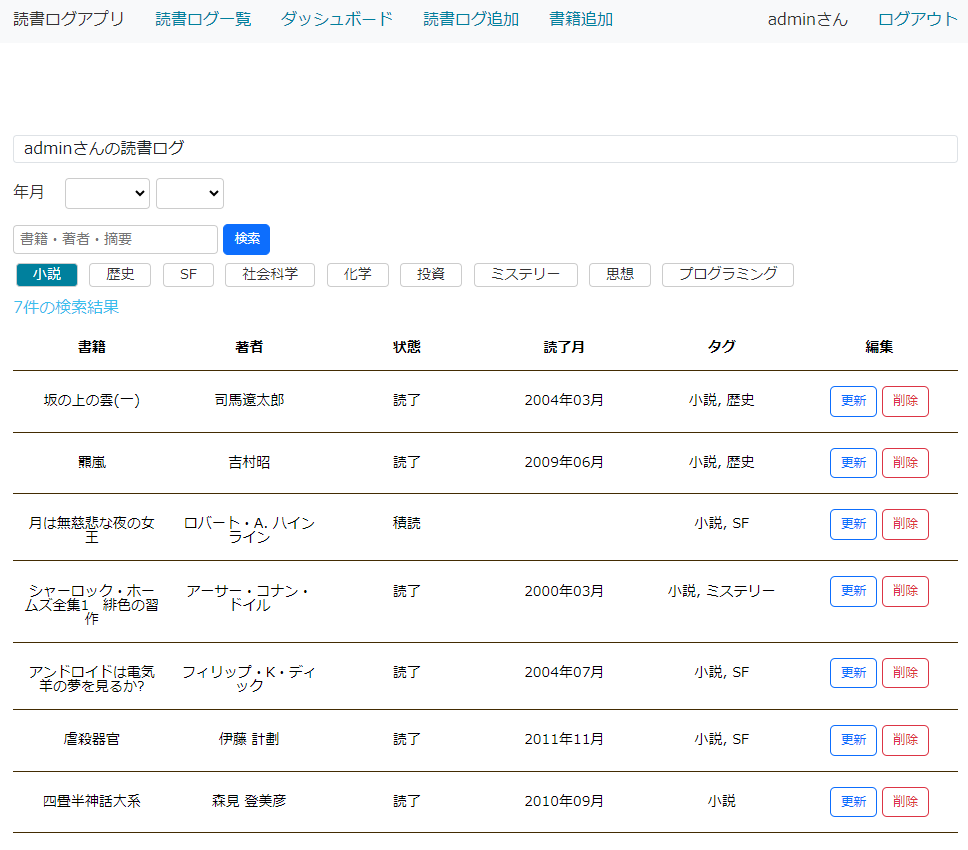 読書ログアプリ 読書ログ一覧 ダッシュボード 読書ログ追加 書籍追加 adminさん ログアウト
adminさんの読書ログ
年月
書籍・著者・摘要 検索
小説 歴史 SF 社会科学 化学 投資 ミステリー 思想 プログラミング
7件の検索結果
書籍 著者 状態 読了月 タグ 編集
坂の上の雲(一) 司馬遼太郎 読了 2004年03月 小説, 歴史 更新 削除
羆嵐 吉村昭 読了 2009年06月 小説, 歴史 更新 削除
月は無慈悲な夜の女 ロバート・A. ハイン 積読 小説, SF 更新 削除
王 ライン
シャーロック・ホー アーサー・コナン・ 読了 2000年03月 小説, ミステリー 更新 削除
ムズ全集1　緋色の習 ドイル
作
アンドロイドは電気 フィリップ・K・ディ 読了 2004年07月 小説, SF 更新 削除
羊の夢を見るか? ック
虐殺器官 伊藤 計劃 読了 2011年11月 小説, SF 更新 削除
四畳半神話大系 森見 登美彦 読了 2010年09月 小説 更新 削除